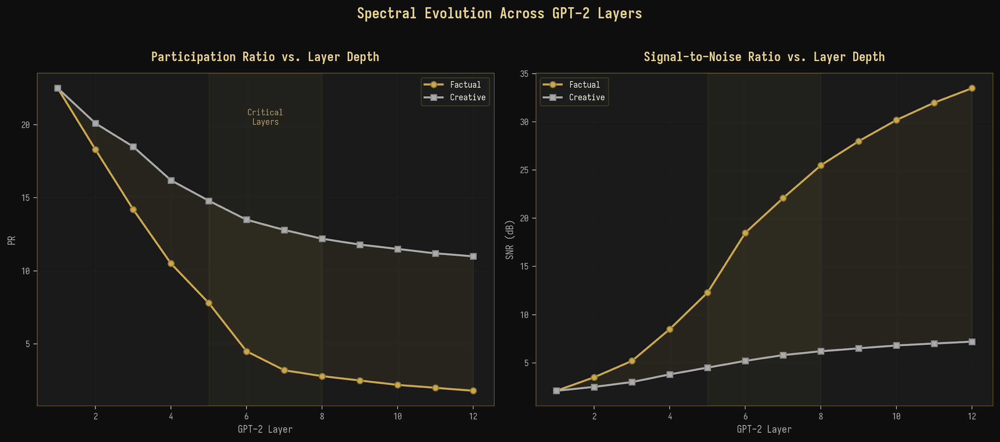 Spectral Evolution Across GPT-2 Layers
Participation Ratio vs. Layer Depth
Factual
Creative
Critical
Layers
20
15
10
5
PR
2 4 6 8 10 12
GPT-2 Layer
Signal-to-Noise Ratio vs. Layer Depth
Factual
Creative
35
30
25
20
15
10
5
SNR (dB)
2 4 6 8 10 12
GPT-2 Layer